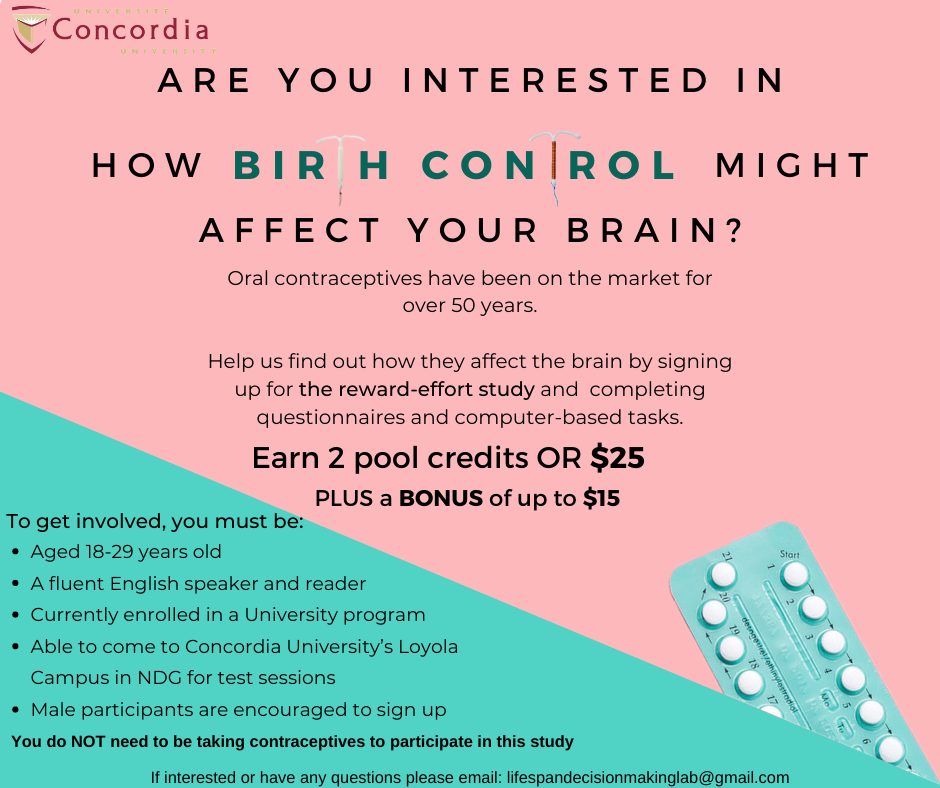 UNIVERSITÉ
Concordia
UNIVERSITY
ARE YOU INTERESTED IN
HOW BIRTH CONTROL MIGHT
AFFECT YOUR BRAIN?
Oral contraceptives have been on the market for
over 50 years.
Help us find out how they affect the brain by signing
up for the reward-effort study and completing
questionnaires and computer-based tasks.
Earn 2 pool credits OR $25
PLUS a BONUS of up to $15
To get involved, you must be:
• Aged 18-29 years old
• A fluent English speaker and reader
• Currently enrolled in a University program
• Able to come to Concordia University’s Loyola
Campus in NDG for test sessions
• Male participants are encouraged to sign up
You do NOT need to be taking contraceptives to participate in this study
If interested or have any questions please email: lifespandecisionmakinglab@gmail.com
Start
21
1
20
2
19
3
18
4
17
5
6
desogestrel/ethinylestradiol
Mo
Tu